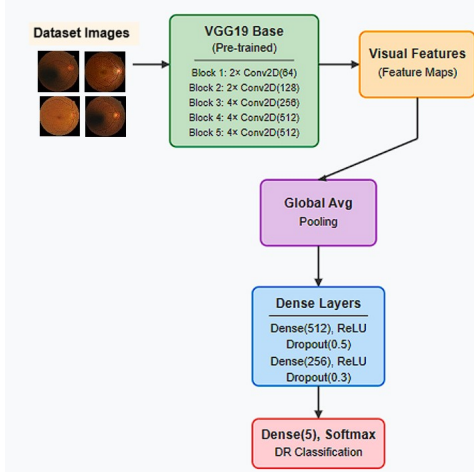 Dataset Images
VGG19 Base
(Pre-trained)
Block 1: 2× Conv2D(64)
Block 2: 2× Conv2D(128)
Block 3: 4× Conv2D(256)
Block 4: 4× Conv2D(512)
Block 5: 4× Conv2D(512)
Visual Features
(Feature Maps)
Global Avg
Pooling
Dense Layers
Dense(512), ReLU
Dropout(0.5)
Dense(256), ReLU
Dropout(0.3)
Dense(5), Softmax
DR Classification